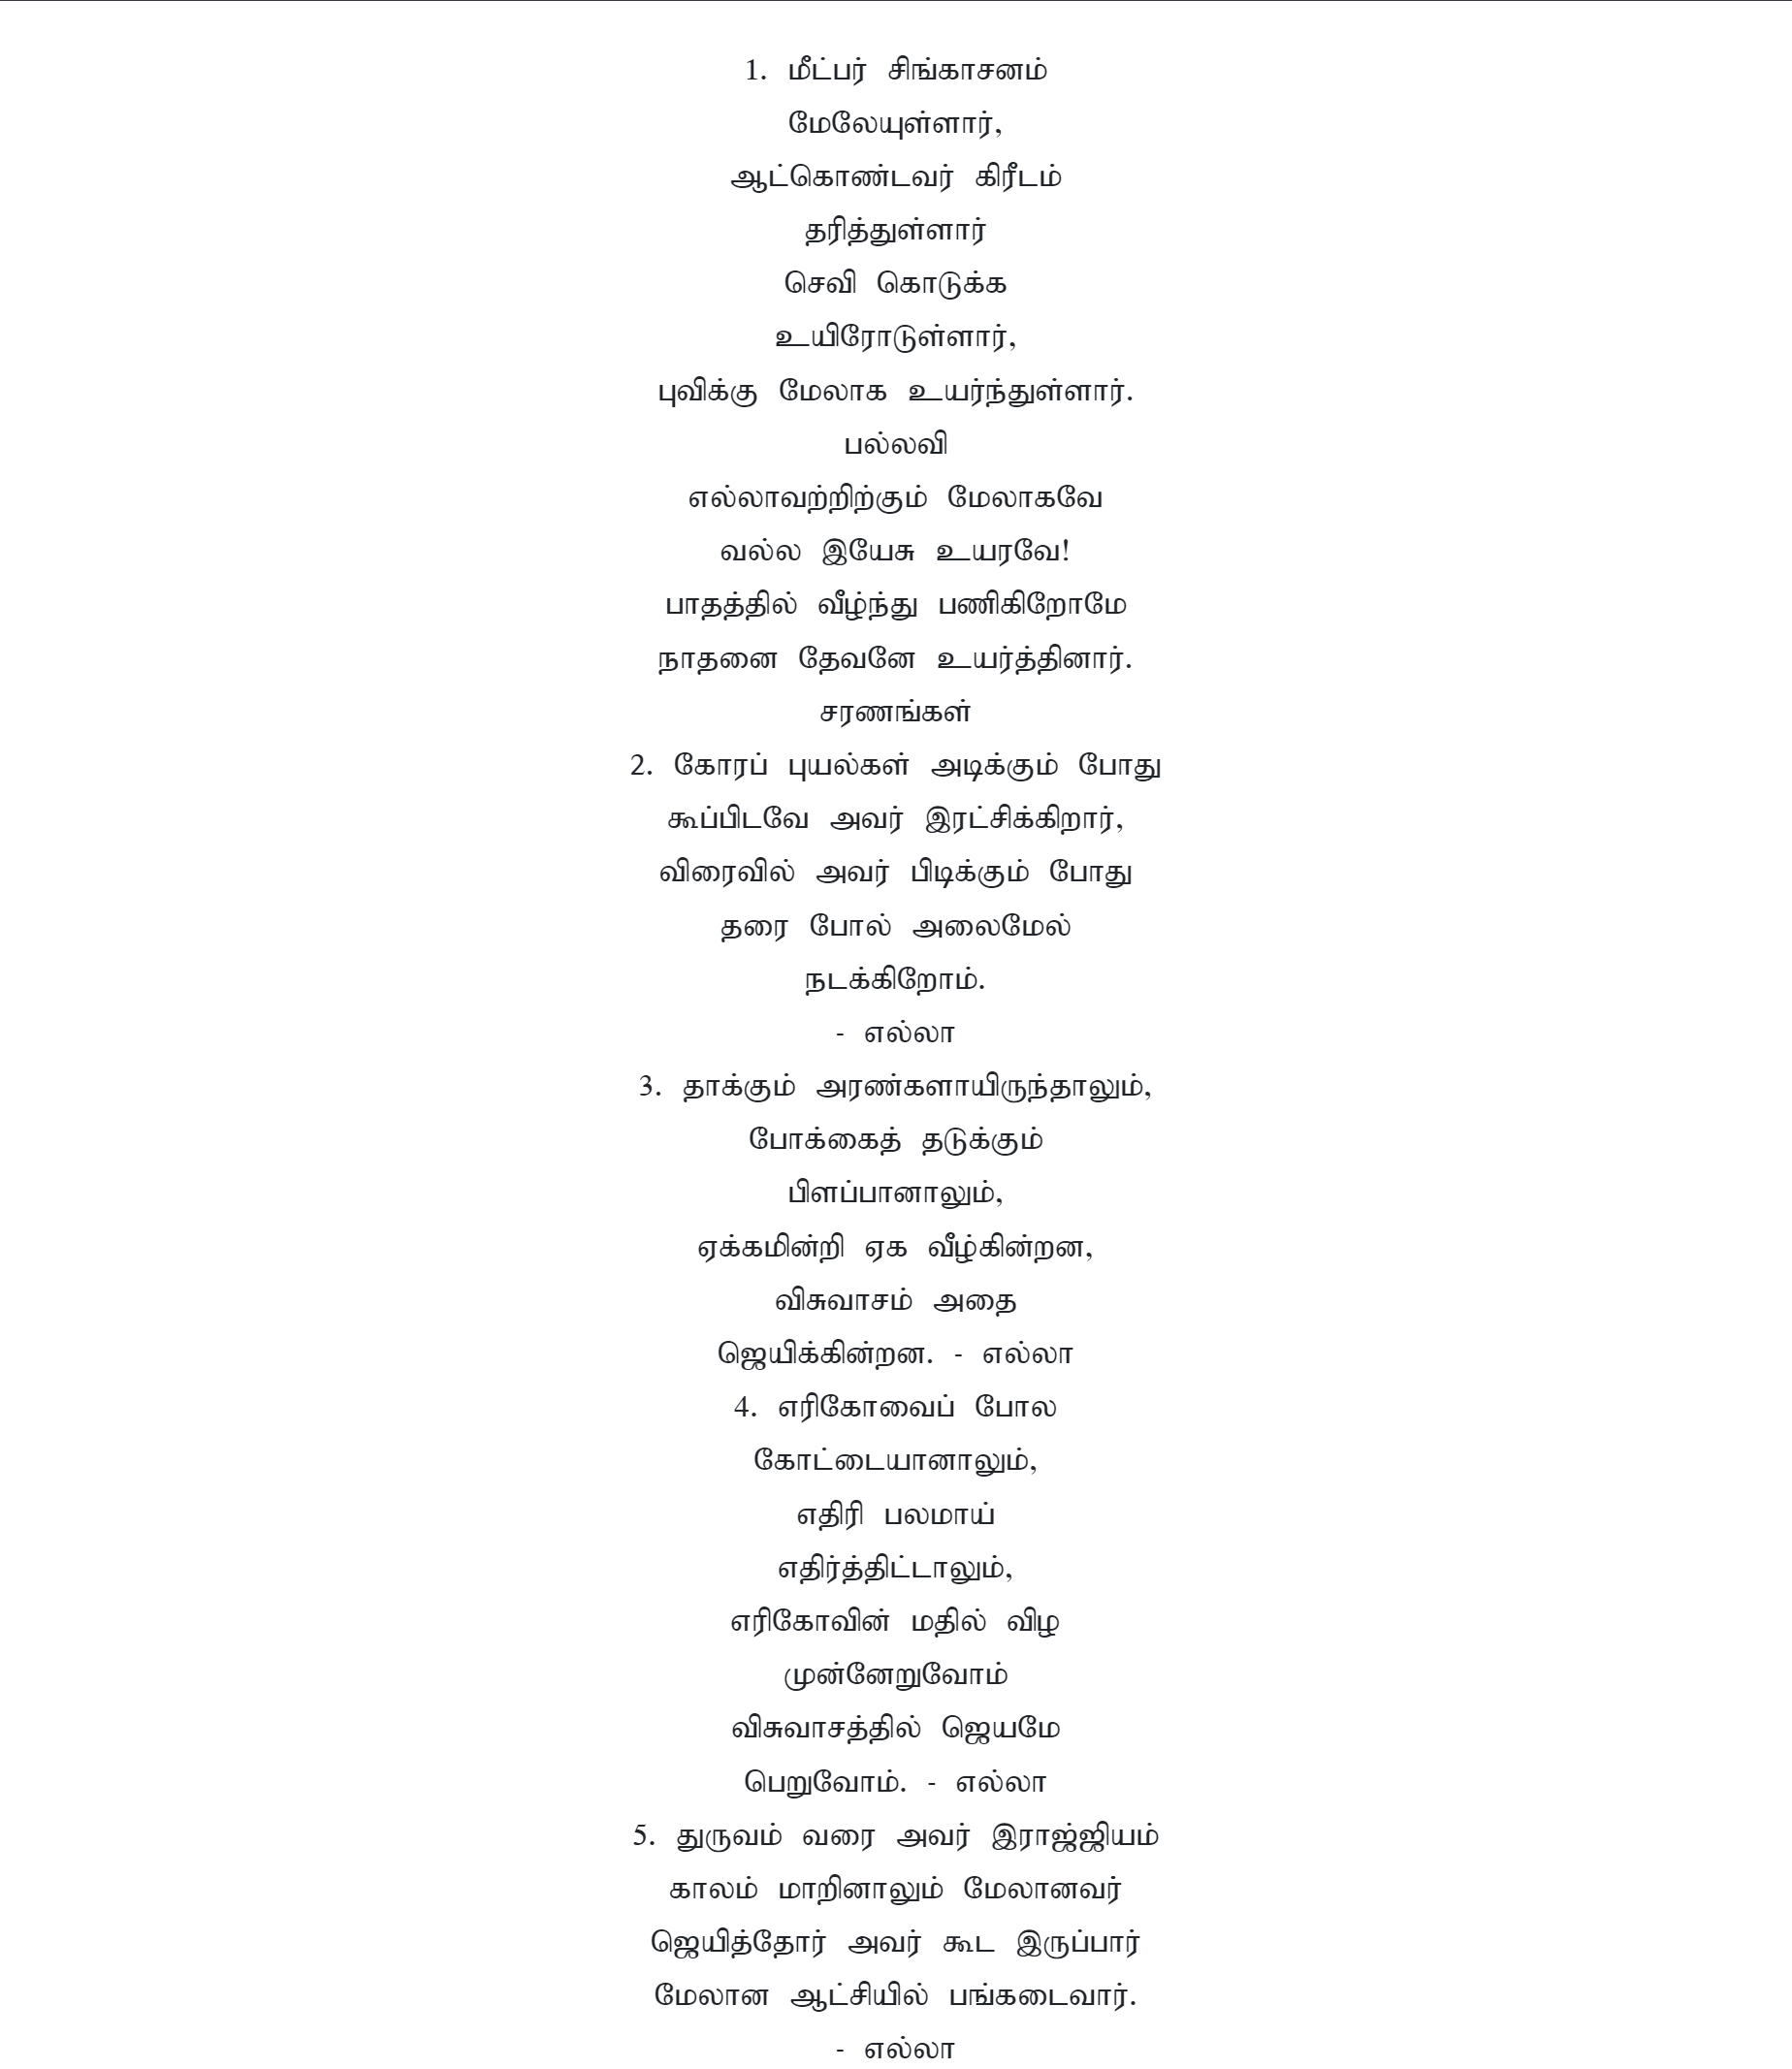 1. மீட்பர் சிங்காசனம்
மேலேயுள்ளார்,
ஆட்கொண்டவர் கிரீடம்
தரித்துள்ளார்
செவி கொடுக்க
உயிரோடுள்ளார்,
புவிக்கு மேலாக உயர்ந்துள்ளார்.
பல்லவி
எல்லாவற்றிற்கும் மேலாகவே
வல்ல இயேசு உயரவே!
பாதத்தில் வீழ்ந்து பணிகிறோமே
நாதனை தேவனே உயர்த்தினார்.
சரணங்கள்
2. கோரப் புயல்கள் அடிக்கும் போது
கூப்பிடவே அவர் இரட்சிக்கிறார்,
விரைவில் அவர் பிடிக்கும் போது
தரை போல் அலைமேல்
நடக்கிறோம்.
- எல்லா
3. தாக்கும் அரண்களாயிருந்தாலும்,
போக்கைத் தடுக்கும்
பிளப்பானாலும்,
ஏக்கமின்றி ஏக வீழ்கின்றன,
விசுவாசம் அதை
ஜெயிக்கின்றன. - எல்லா
4. எரிகோவைப் போல
கோட்டையானாலும்,
எதிரி பலமாய்
எதிர்த்திட்டாலும்,
எரிகோவின் மதில் விழ
முன்னேறுவோம்
விசுவாசத்தில் ஜெயமே
பெறுவோம். - எல்லா
5. துருவம் வரை அவர் இராஜ்ஜியம்
காலம் மாறினாலும் மேலானவர்
ஜெயித்தோர் அவர் கூட இருப்பார்
மேலான ஆட்சியில் பங்கடைவார்.
- எல்லா